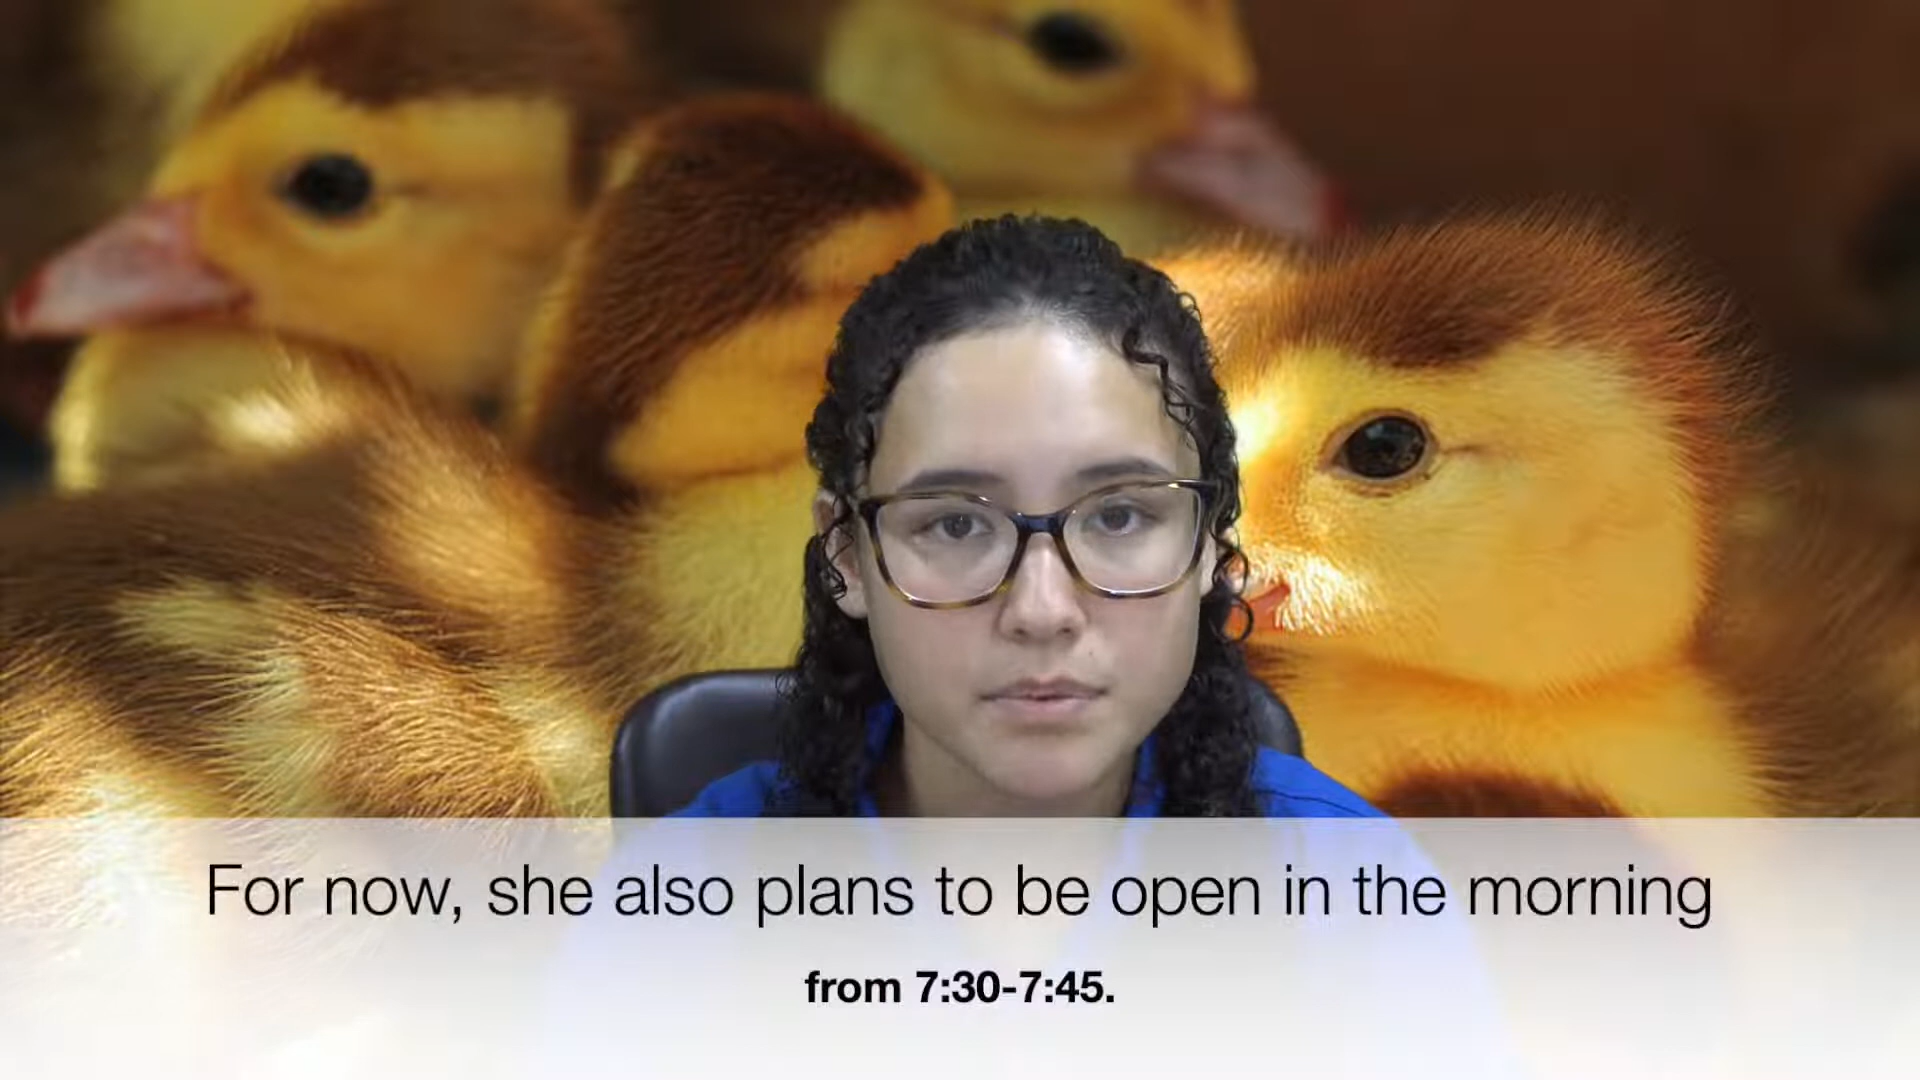 For now, she also plans to be open in the morning
from 7:30-7:45.